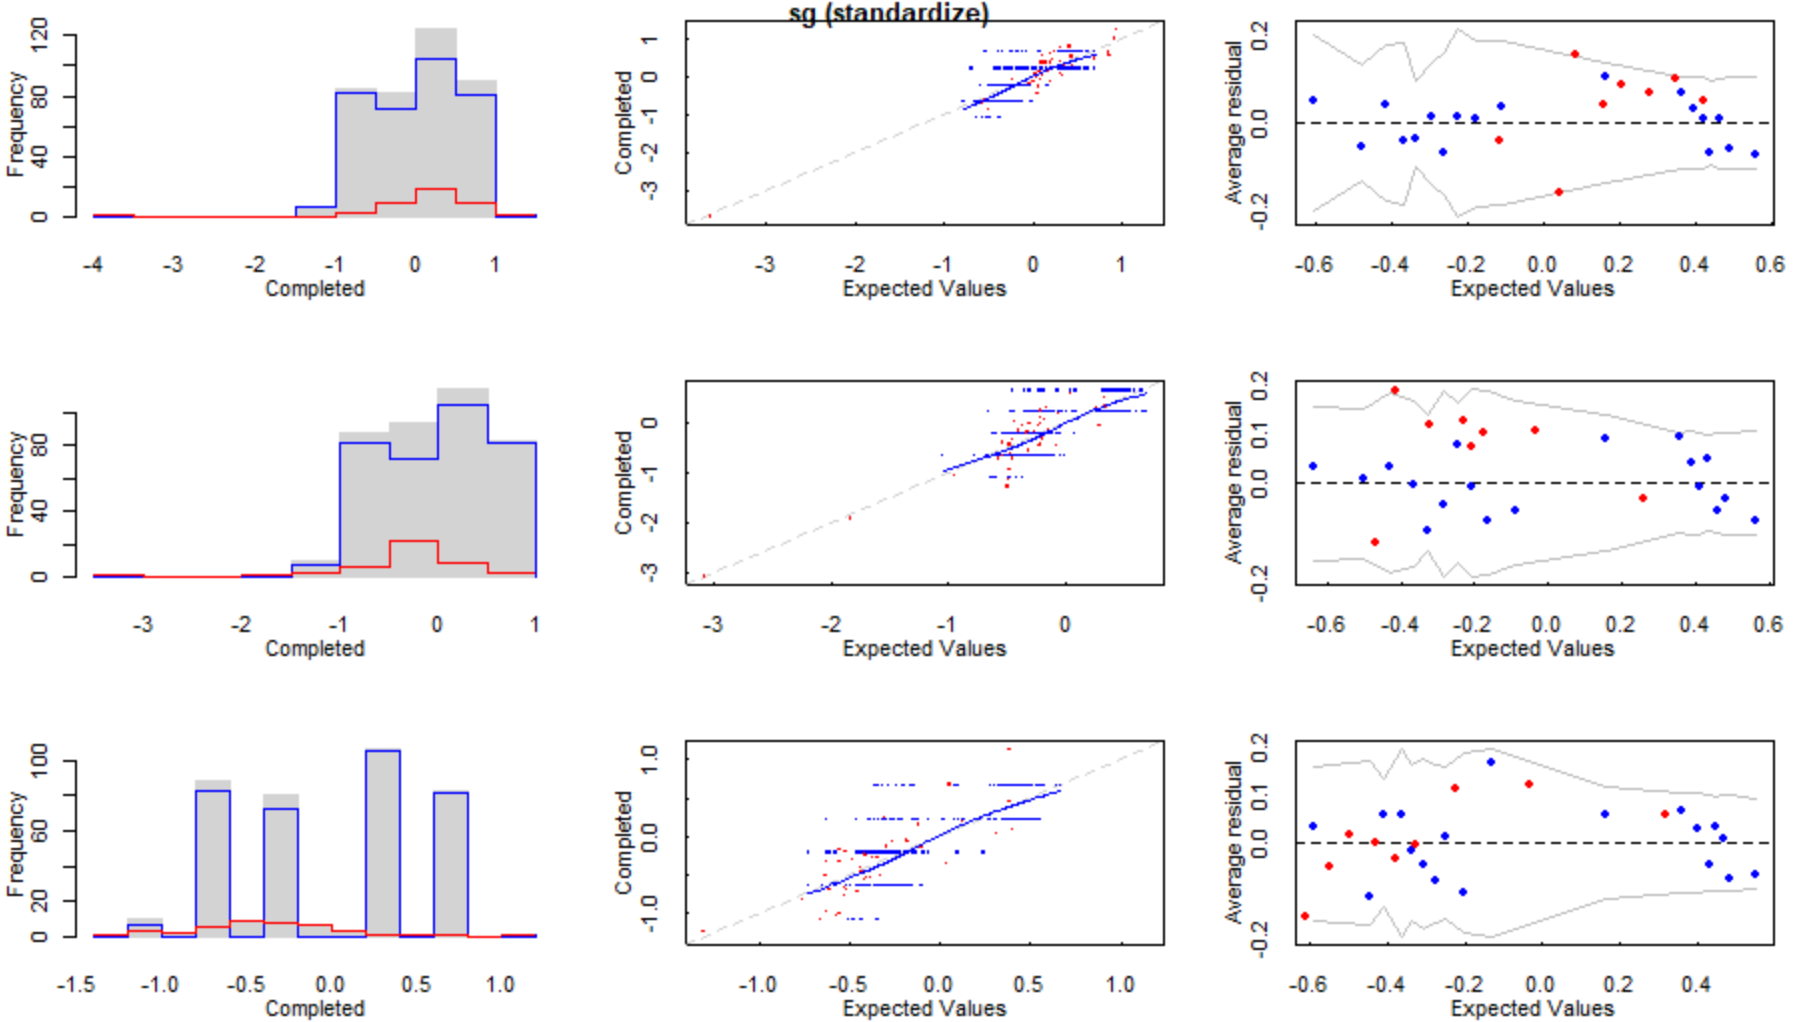 sg (standardize)
Frequency
0 40 80 120
-4 -3 -2 -1 0 1
Completed
Completed
-3 -2 -1 0 1
-3 -2 -1 0 1
Expected Values
Average residual
-0.2 0.0 0.2
-0.6 -0.4 -0.2 0.0 0.2 0.4 0.6
Expected Values
Frequency
0 40 80
-3 -2 -1 0 1
Completed
Completed
-3 -2 -1 0
-3 -2 -1 0
Expected Values
Average residual
-0.2 0.0 0.1 0.2
-0.6 -0.4 -0.2 0.0 0.2 0.4 0.6
Expected Values
Frequency
0 20 60 100
-1.5 -1.0 -0.5 0.0 0.5 1.0
Completed
Completed
-1.0 0.0 1.0
-1.0 -0.5 0.0 0.5 1.0
Expected Values
Average residual
-0.2 0.0 0.1 0.2
-0.6 -0.4 -0.2 0.0 0.2 0.4
Expected Values